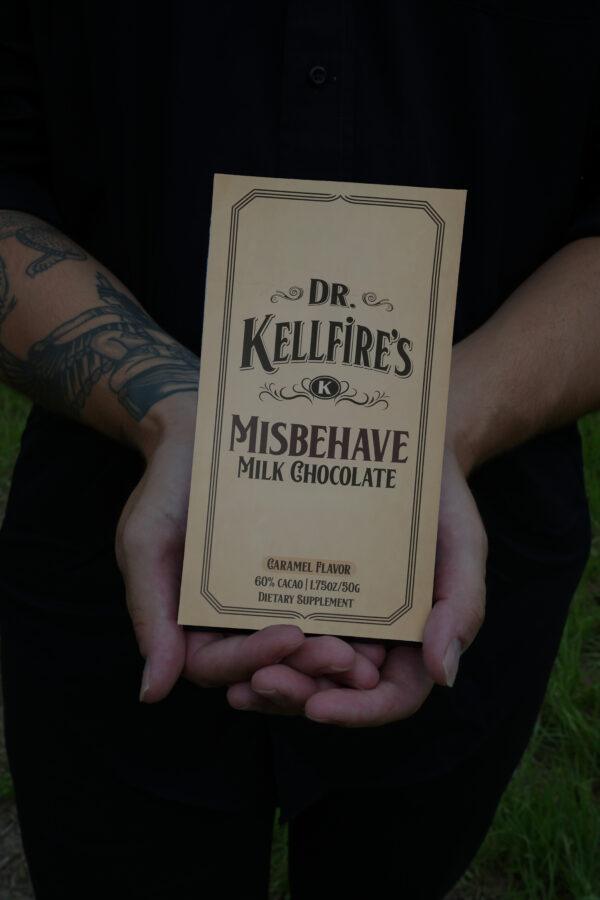 DR.
KELLFIRE'S
K
MISBEHAVE
MILK CHOCOLATE
CARAMEL FLAVOR
60% CACAO | 1.75OZ/50G
DIETARY SUPPLEMENT